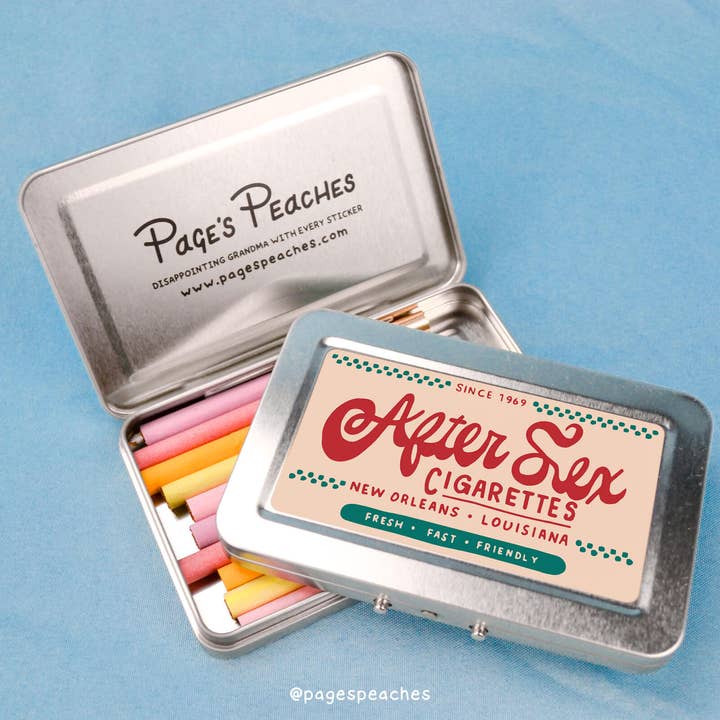 PAGE'S PEACHES
DISAPPOINTING GRANDMA WITH EVERY STICKER
www.pagespeaches.com
SINCE 1969
After Sex
CIGARETTES
NEW ORLEANS • LOUISIANA
FRESH • FAST • FRIENDLY
@pagespeaches